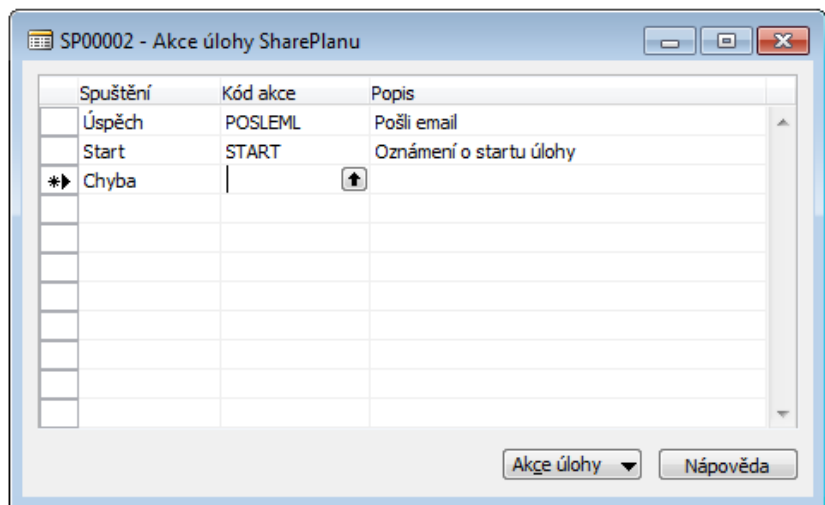 SP00002 - Akce úlohy SharePlanu
Spuštění Kód akce Popis
Úspěch POSLEML Pošli email
Start START Oznámení o startu úlohy
Chyba
Akce úlohy Nápověda